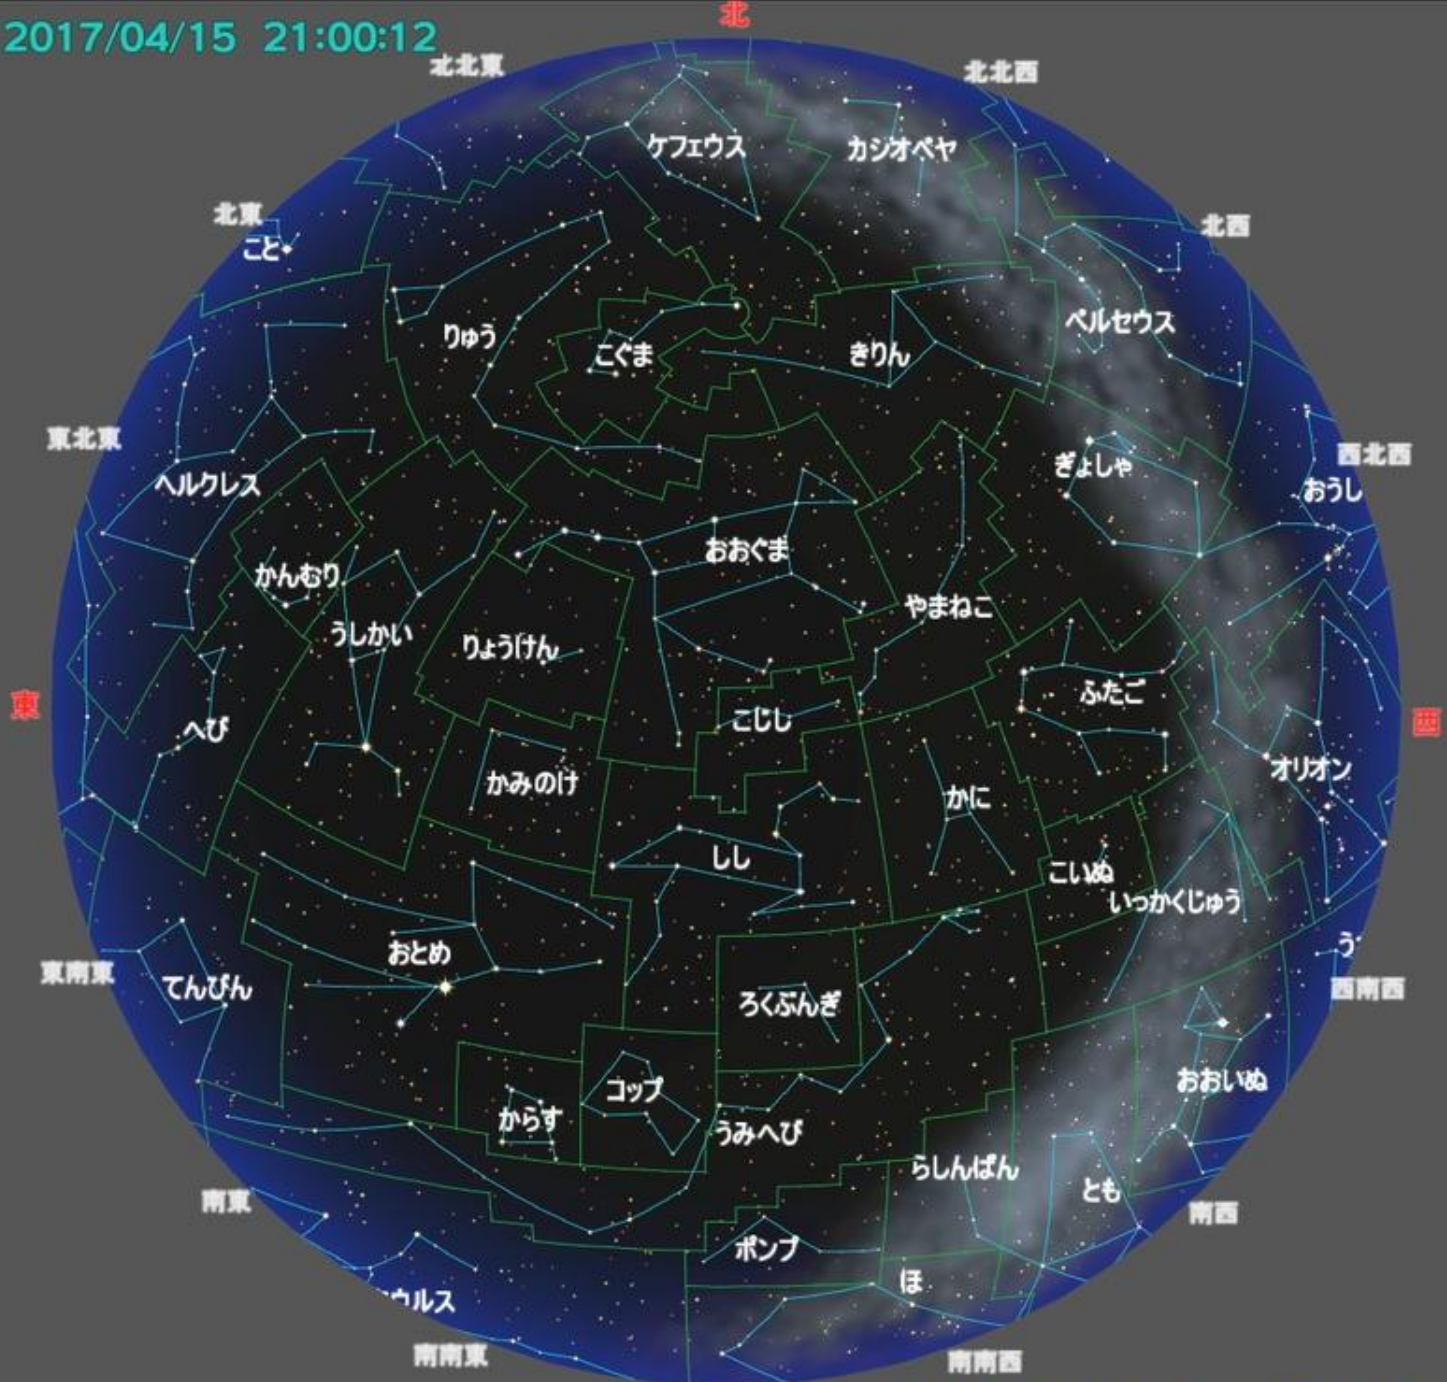 北
2017/04/15 21:00:12
北北東
北北西
ケフェウス
カシオペヤ
北東
北西
こと
ペルセウス
りゅう
こぐま
きりん
東北東
西北西
ぎょしゃ
ヘルクレス
おうし
おおぐま
かんむり
やまねこ
うしかい
りょうけん
ふたご
東
西
こじし
へび
オリオン
かみのけ
かに
しし
こいぬ
いっかくじゅう
おとめ
う
東南東
てんびん
西南西
ろくぶんぎ
おおいぬ
コップ
からす
うみへび
らしんばん
とも
南東
南西
ポンプ
ほ
ウルス
南南東
南南西